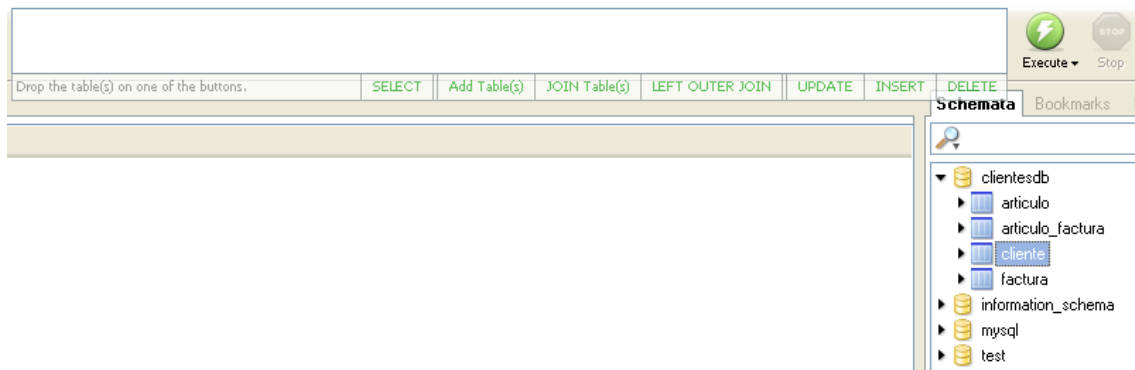 STOP
Execute Stop
Drop the table(s) on one of the buttons. SELECT Add Table(s) JOIN Table(s) LEFT OUTER JOIN UPDATE INSERT DELETE
Schemata Bookmarks
clientesdb
articulo
articulo_factura
cliente
factura
information_schema
mysql
test